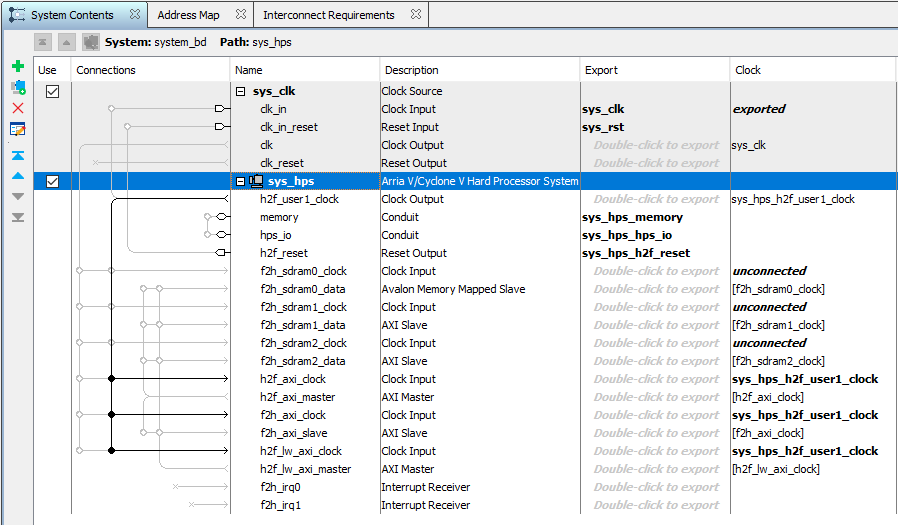 System Contents Address Map Interconnect Requirements
System: system_bd Path: sys_hps
Use Connections Name Description Export Clock
sys_clk Clock Source
clk_in Clock Input sys_clk exported
clk_in_reset Reset Input sys_rst
clk Clock Output Double-click to export sys_clk
clk_reset Reset Output Double-click to export
sys_hps Arria V/Cyclone V Hard Processor System
h2f_user1_clock Clock Output Double-click to export sys_hps_h2f_user1_clock
memory Conduit sys_hps_memory
hps_io Conduit sys_hps_hps_io
h2f_reset Reset Output sys_hps_h2f_reset
f2h_sdram0_clock Clock Input Double-click to export unconnected
f2h_sdram0_data Avalon Memory Mapped Slave Double-click to export [f2h_sdram0_clock]
f2h_sdram1_clock Clock Input Double-click to export unconnected
f2h_sdram1_data AXI Slave Double-click to export [f2h_sdram1_clock]
f2h_sdram2_clock Clock Input Double-click to export unconnected
f2h_sdram2_data AXI Slave Double-click to export [f2h_sdram2_clock]
h2f_axi_clock Clock Input Double-click to export sys_hps_h2f_user1_clock
h2f_axi_master AXI Master Double-click to export [h2f_axi_clock]
f2h_axi_clock Clock Input Double-click to export sys_hps_h2f_user1_clock
f2h_axi_slave AXI Slave Double-click to export [f2h_axi_clock]
h2f_lw_axi_clock Clock Input Double-click to export sys_hps_h2f_user1_clock
h2f_lw_axi_master AXI Master Double-click to export [h2f_lw_axi_clock]
f2h_irq0 Interrupt Receiver Double-click to export
f2h_irq1 Interrupt Receiver Double-click to export